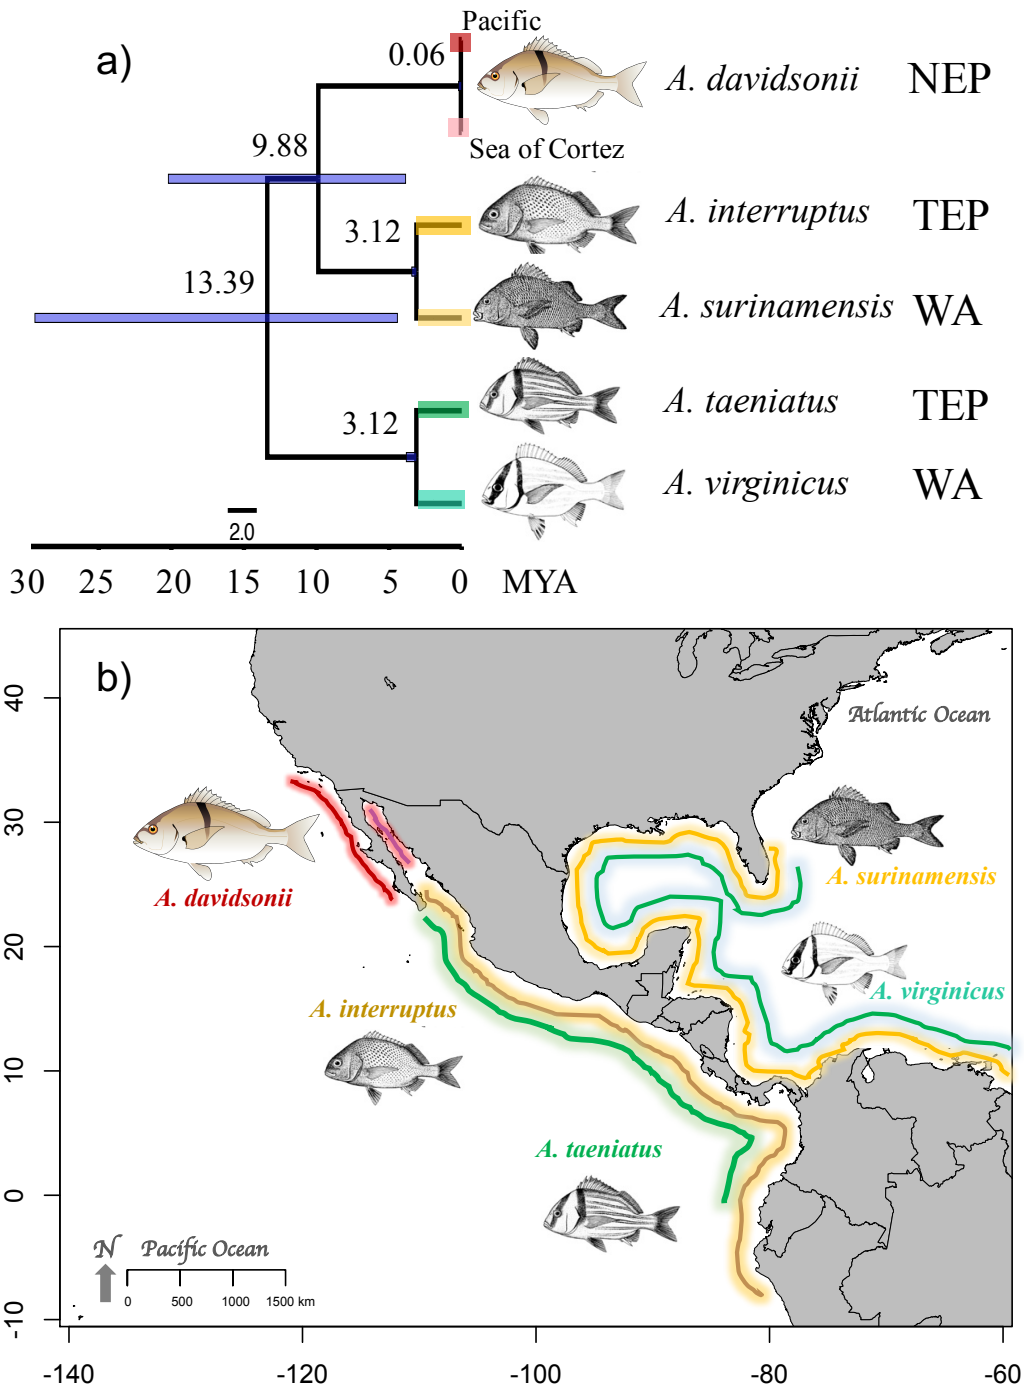 a)
Pacific
0.06
A. davidsonii NEP
Sea of Cortez
9.88
A. interruptus TEP
3.12
13.39
A. surinamensis WA
A. taeniatus TEP
3.12
A. virginicus WA
2.0
30 25 20 15 10 5 0 MYA
b)
40
Atlantic Ocean
30
A. surinamensis
A. davidsonii
20
A. virginicus
A. interruptus
10
A. taeniatus
0
N Pacific Ocean
0 500 1000 1500 km
-10
-140 -120 -100 -80 -60